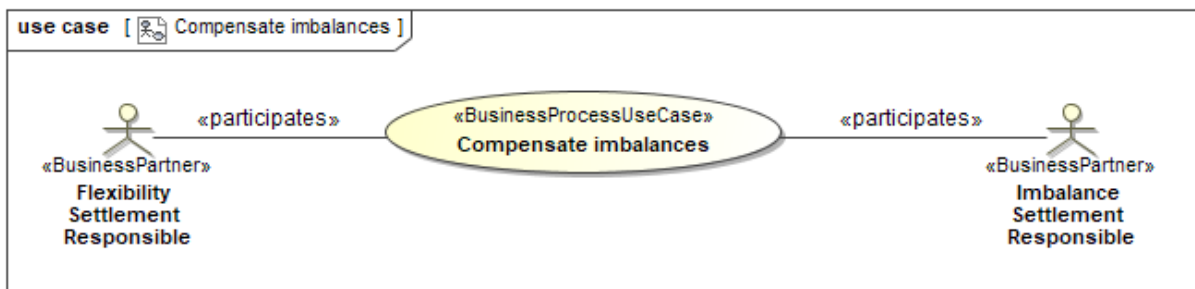 use case [ Compensate imbalances ]
«participates»
«BusinessProcessUseCase»
Compensate imbalances
«participates»
«BusinessPartner»
Flexibility
Settlement
Responsible
«BusinessPartner»
Imbalance
Settlement
Responsible